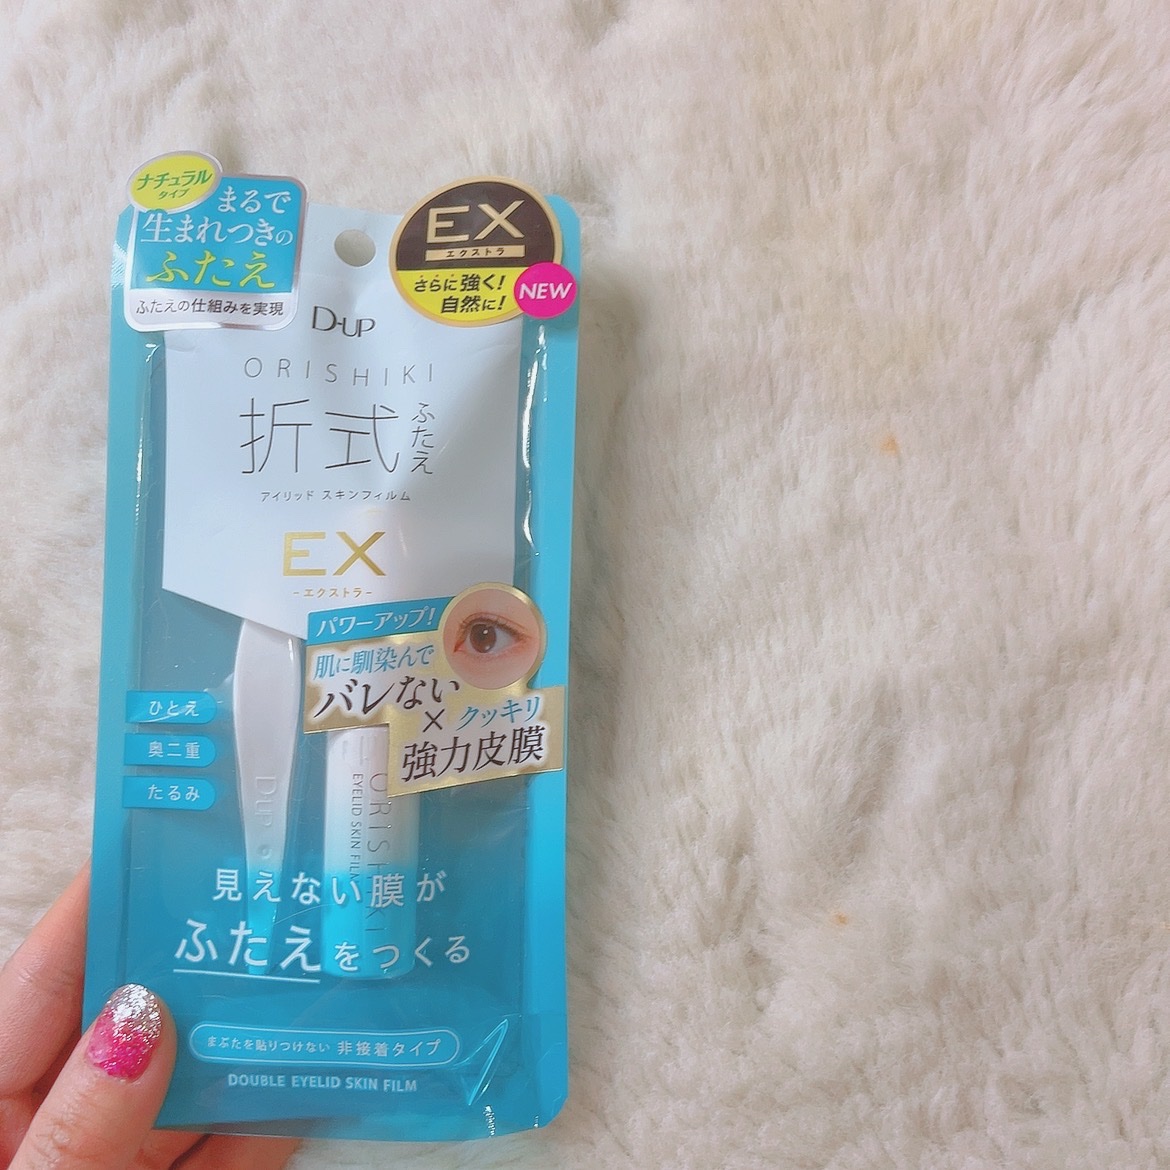 ナチュラル
タイプ
まるで
生まれつきの
ふたえ
ふたえの仕組みを実現
EX
エクストラ
さらに強く!
自然に!
NEW
D-UP
ORISHIKI
折式
ふたえ
アイリッド スキンフィルム
EX
-エクストラ-
パワーアップ!
肌に馴染んで
バレない
×
クッキリ
強力皮膜
ひとえ
奥二重
たるみ
D-UP
ORISHIKI
EYELID SKIN FILM
見えない膜が
ふたえをつくる
まぶたを貼りつけない 非接着タイプ
DOUBLE EYELID SKIN FILM